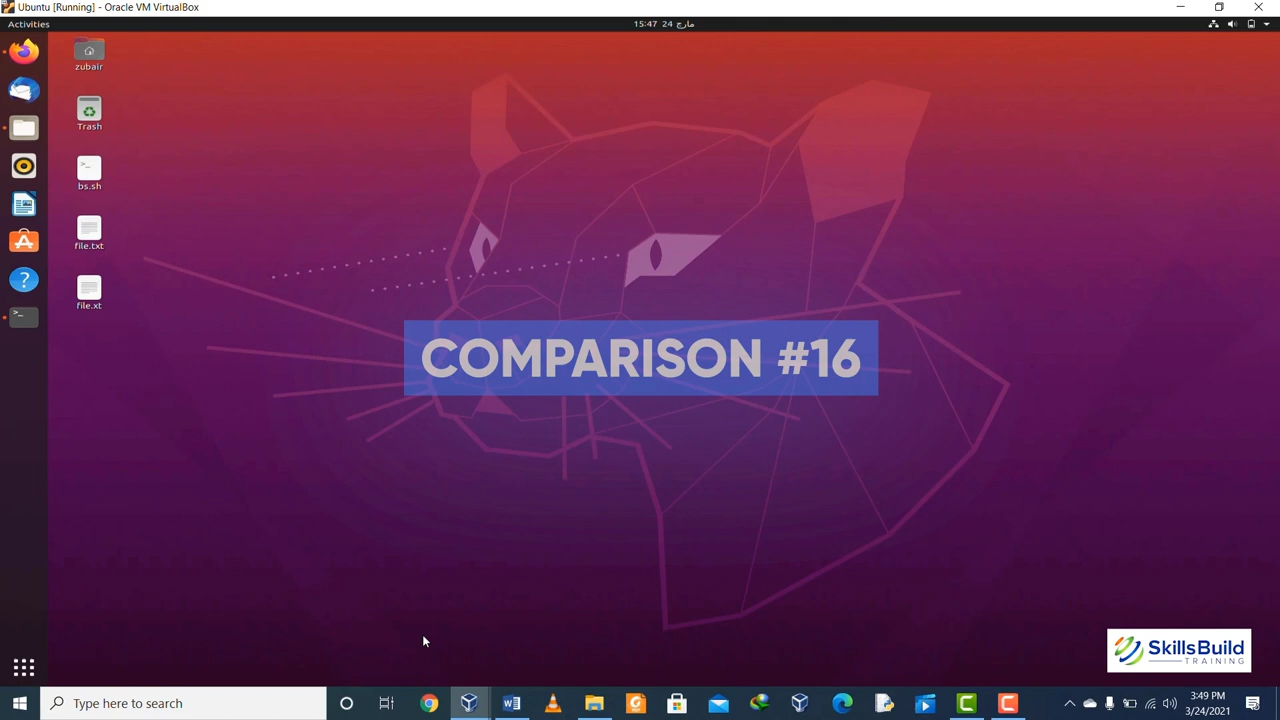 Ubuntu [Running] - Oracle VM VirtualBox
Activities
15:47 24 مارچ
zubair
Trash
bs.sh
file.txt
file.xt
COMPARISON #16
SkillsBuild
TRAINING
Type here to search
3:49 PM
3/24/2021